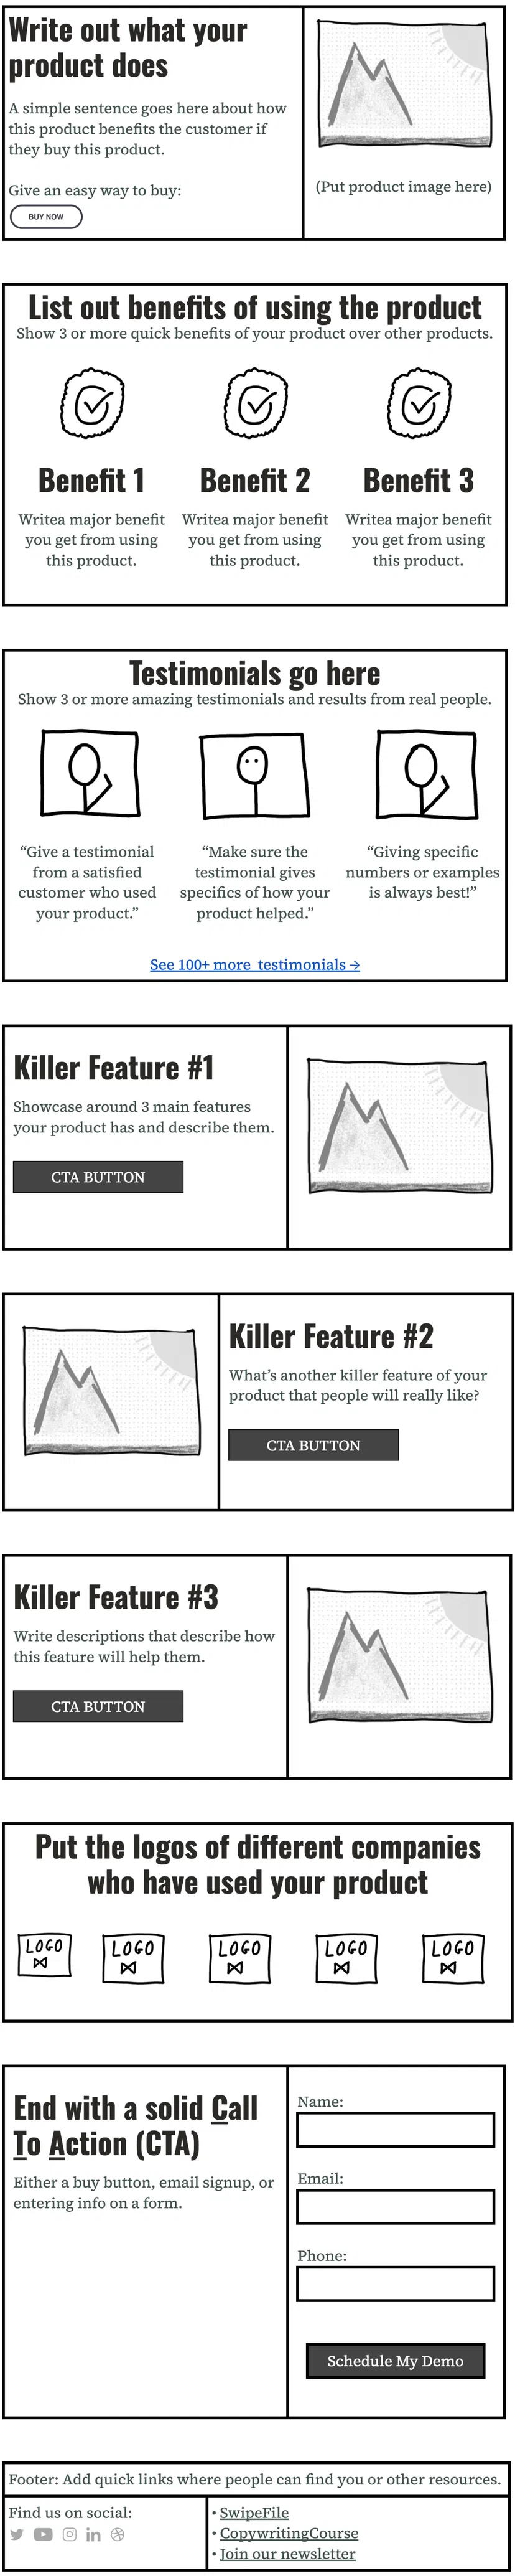 Write out what your
product does
A simple sentence goes here about how
this product benefits the customer if
they buy this product.
Give an easy way to buy:
BUY NOW
(Put product image here)
List out benefits of using the product
Show 3 or more quick benefits of your product over other products.
Benefit 1
Writea major benefit
you get from using
this product.
Benefit 2
Writea major benefit
you get from using
this product.
Benefit 3
Writea major benefit
you get from using
this product.
Testimonials go here
Show 3 or more amazing testimonials and results from real people.
“Give a testimonial
from a satisfied
customer who used
your product.”
“Make sure the
testimonial gives
specifics of how your
product helped.”
“Giving specific
numbers or examples
is always best!”
See 100+ more testimonials →
Killer Feature #1
Showcase around 3 main features
your product has and describe them.
CTA BUTTON
Killer Feature #2
What’s another killer feature of your
product that people will really like?
CTA BUTTON
Killer Feature #3
Write descriptions that describe how
this feature will help them.
CTA BUTTON
Put the logos of different companies
who have used your product
LOGO
LOGO
LOGO
LOGO
LOGO
End with a solid Call
To Action (CTA)
Either a buy button, email signup, or
entering info on a form.
Name:
Email:
Phone:
Schedule My Demo
Footer: Add quick links where people can find you or other resources.
Find us on social:
• SwipeFile
• CopywritingCourse
• Join our newsletter